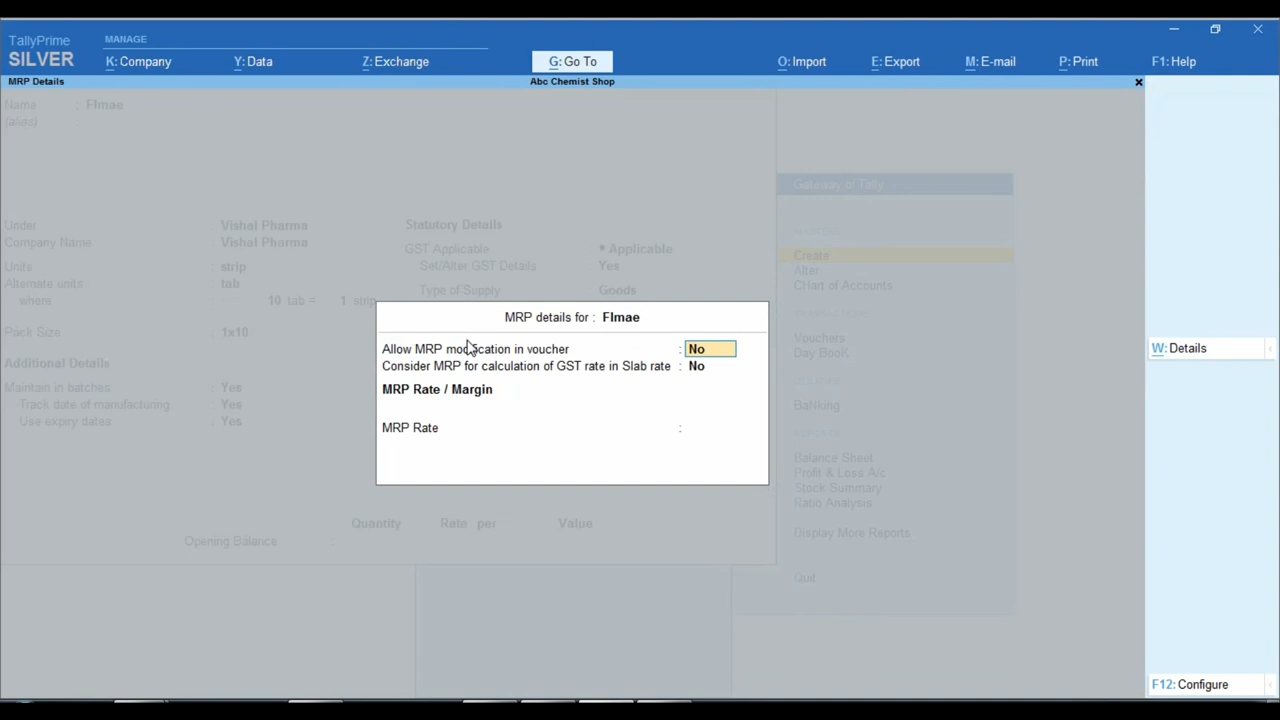 TallyPrime
SILVER
MANAGE
K: Company
Y: Data
Z: Exchange
G: Go To
O: Import
E: Export
M: E-mail
P: Print
F1: Help
MRP Details
Abc Chemist Shop
Name : Flmae
(alias) :
Under : Vishal Pharma
Company Name : Vishal Pharma
Units : strip
Alternate units : tab
where : 10 tab = 1 strip
Pack Size : 1x10
Additional Details
Maintain in batches : Yes
Track date of manufacturing : Yes
Use expiry dates : Yes
Statutory Details
GST Applicable : Applicable
Set/Alter GST Details : Yes
Type of Supply : Goods
MRP details for : Flmae
Allow MRP modification in voucher : No
Consider MRP for calculation of GST rate in Slab rate : No
MRP Rate / Margin
MRP Rate :
Quantity Rate per Value
Opening Balance :
Gateway of Tally
Create
Alter
CHart of Accounts
Vouchers
Day BooK
BaNking
REPORTS
Balance Sheet
Profit & Loss A/c
Stock Summary
Ratio Analysis
Display More Reports
Quit
W: Details
F12: Configure